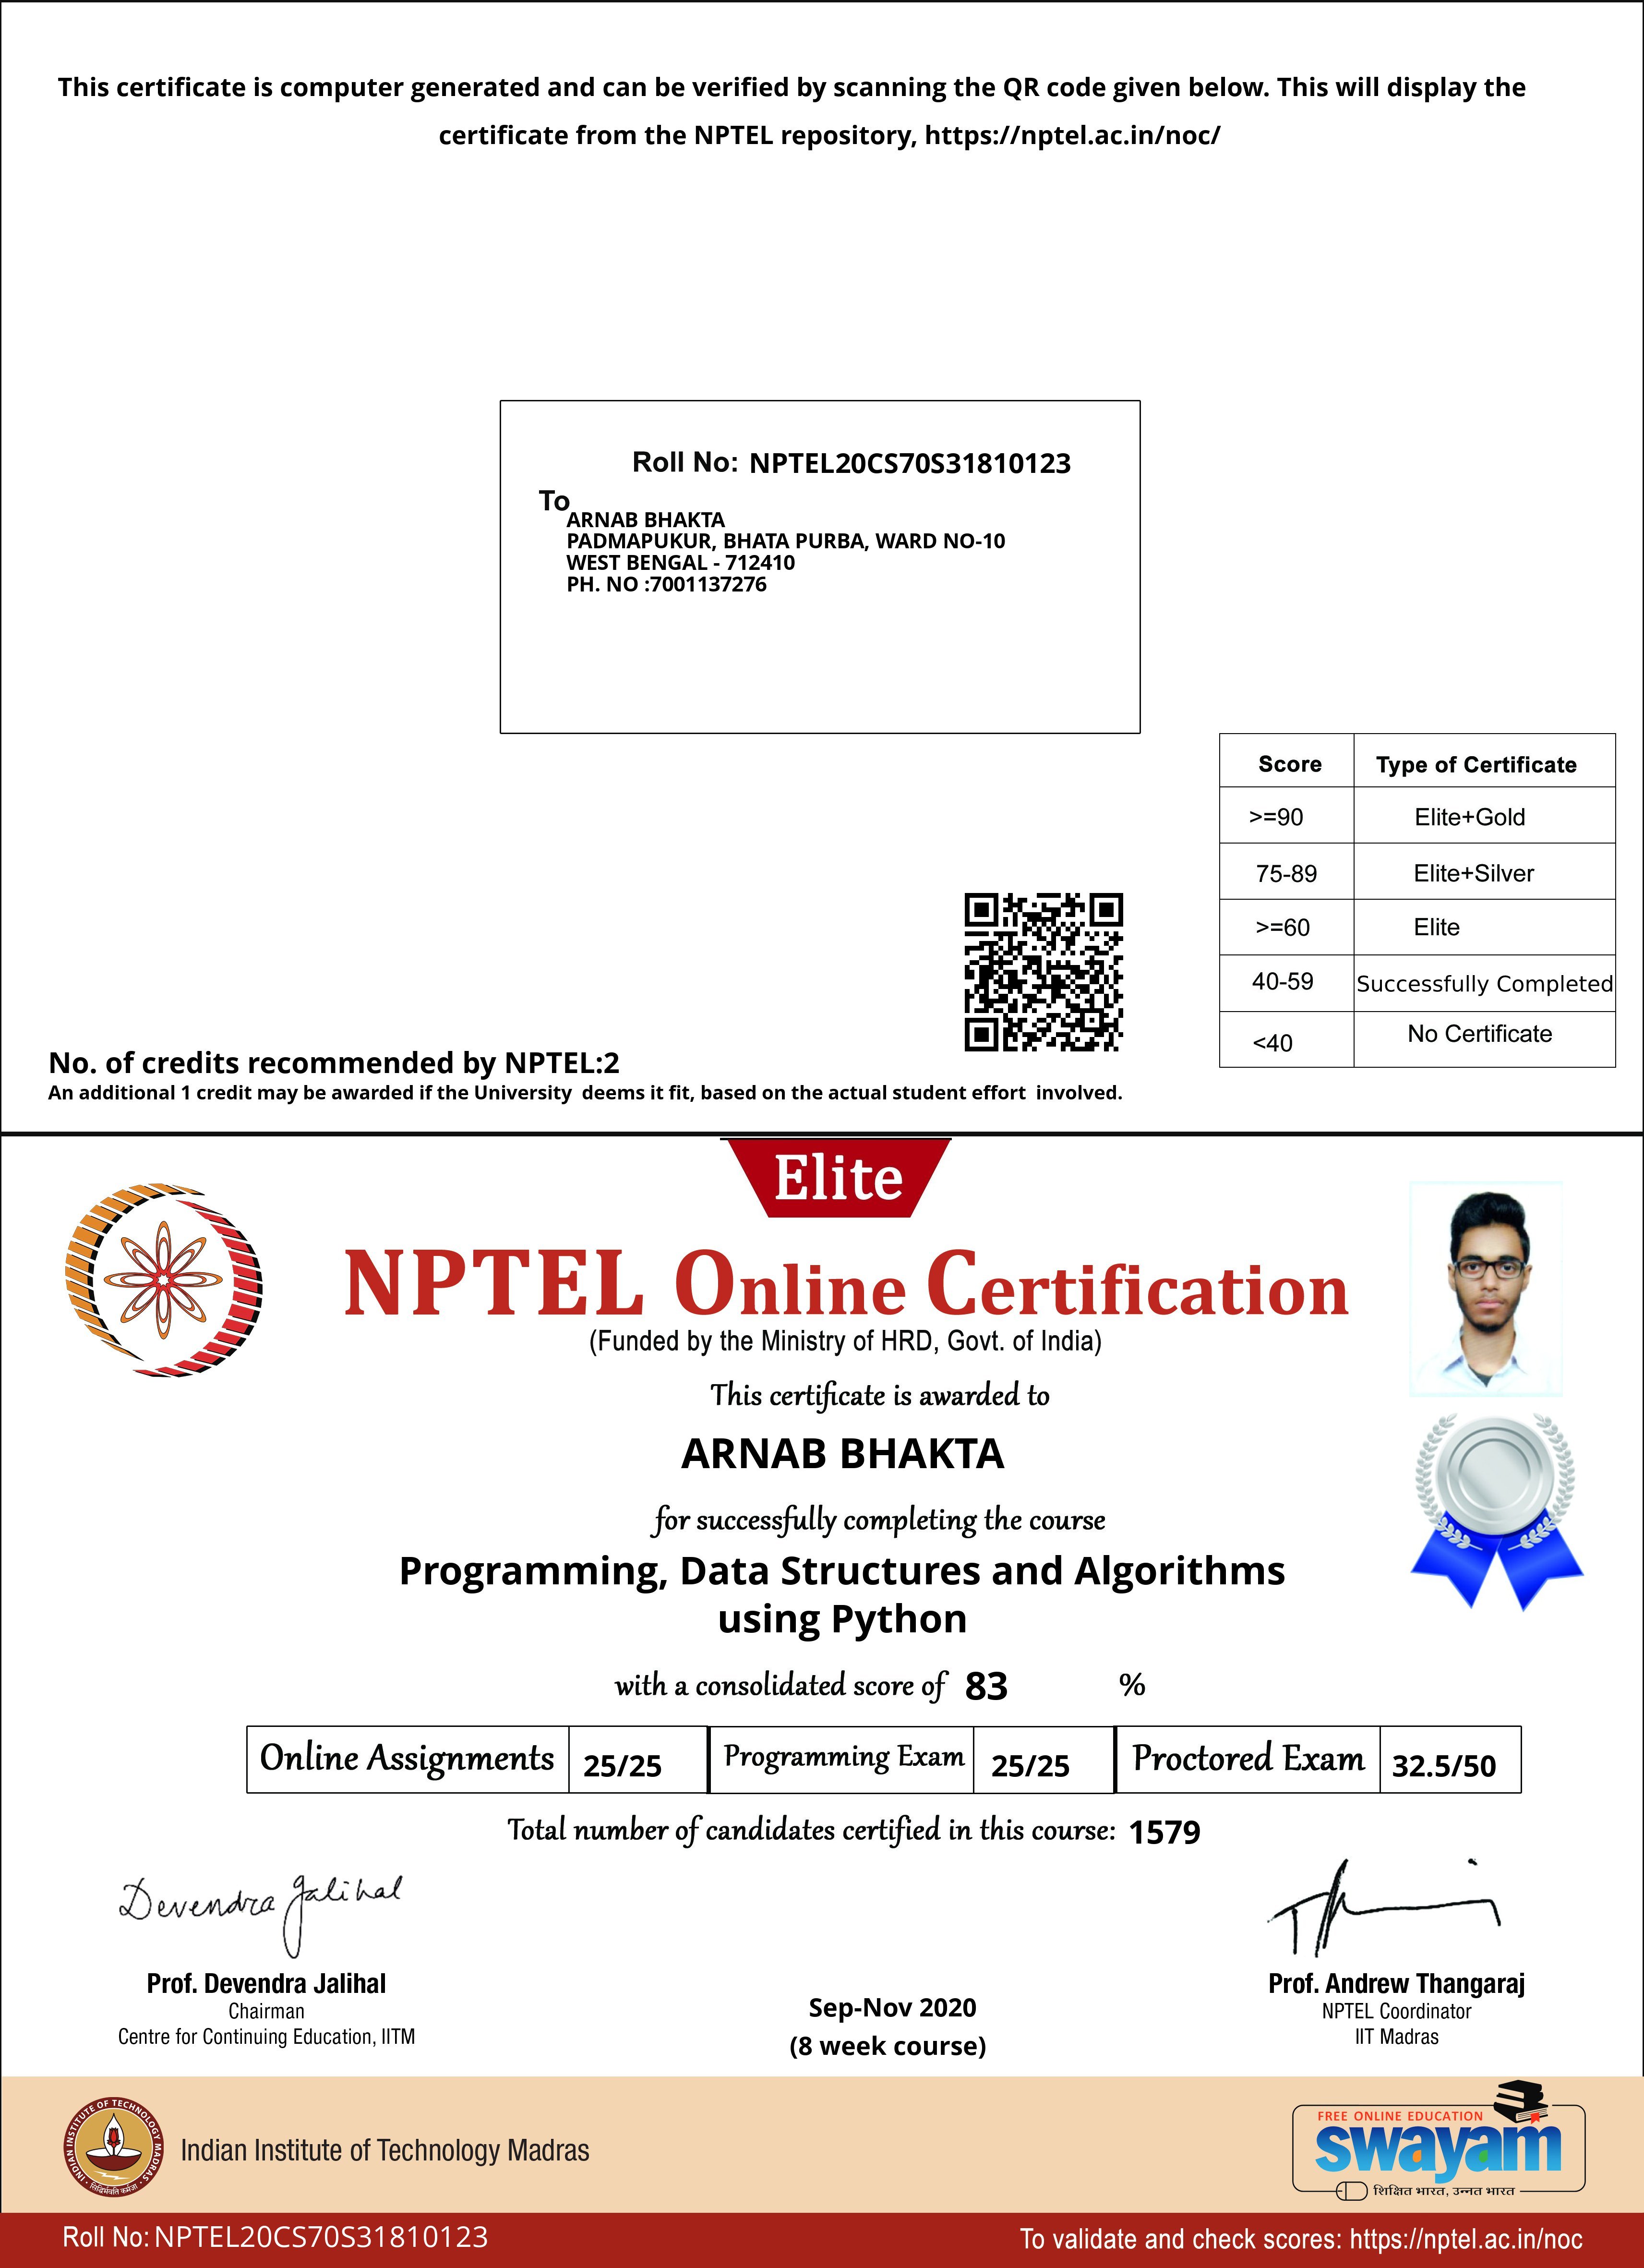 This certificate is computer generated and can be verified by scanning the QR code given below. This will display the
certificate from the NPTEL repository, https://nptel.ac.in/noc/
Roll No: NPTEL20CS70S31810123
To
ARNAB BHAKTA
PADMAPUKUR, BHATA PURBA, WARD NO-10
WEST BENGAL - 712410
PH. NO :7001137276
Score Type of Certificate
>=90 Elite+Gold
75-89 Elite+Silver
>=60 Elite
40-59 Successfully Completed
<40 No Certificate
No. of credits recommended by NPTEL:2
An additional 1 credit may be awarded if the University deems it fit, based on the actual student effort involved.
Elite
NPTEL Online Certification
(Funded by the Ministry of HRD, Govt. of India)
This certificate is awarded to
ARNAB BHAKTA
for successfully completing the course
Programming, Data Structures and Algorithms
using Python
with a consolidated score of 83 %
Online Assignments 25/25 Programming Exam 25/25 Proctored Exam 32.5/50
Total number of candidates certified in this course: 1579
Devendra Jalihal
Prof. Devendra Jalihal
Chairman
Centre for Continuing Education, IITM
Sep-Nov 2020
(8 week course)
Prof. Andrew Thangaraj
NPTEL Coordinator
IIT Madras
INDIAN INSTITUTE OF TECHNOLOGY MADRAS
सिद्धिर्भवति कर्मजा
Indian Institute of Technology Madras
FREE ONLINE EDUCATION
swayam
शिक्षित भारत, उन्नत भारत
Roll No: NPTEL20CS70S31810123
To validate and check scores: https://nptel.ac.in/noc